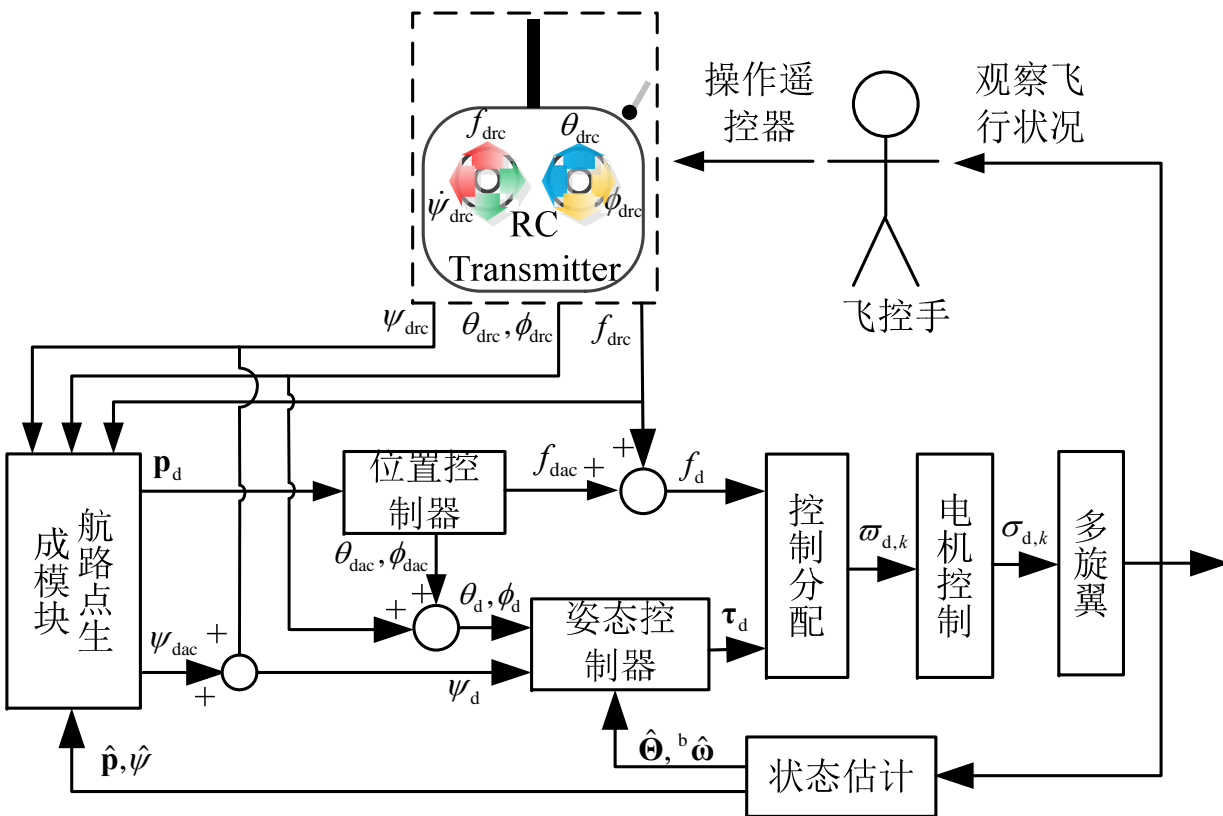 操作遥
控器
观察飞
行状况
f_drc
θ_drc
ψ̇_drc
ϕ_drc
RC
Transmitter
飞控手
ψ_drc
θ_drc, ϕ_drc
f_drc
航路点生
成模块
p_d
位置控
制器
f_dac
+
+
f_d
θ_dac, ϕ_dac
+
+
θ_d, ϕ_d
ψ_dac
+
+
ψ_d
姿态控
制器
τ_d
控制分配
ϖ_d,k
电机控制
σ_d,k
多旋翼
p̂, ψ̂
Θ̂, ᵇω̂
状态估计